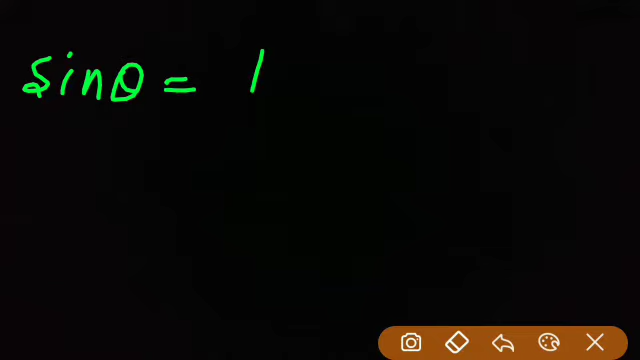 sinθ = 1